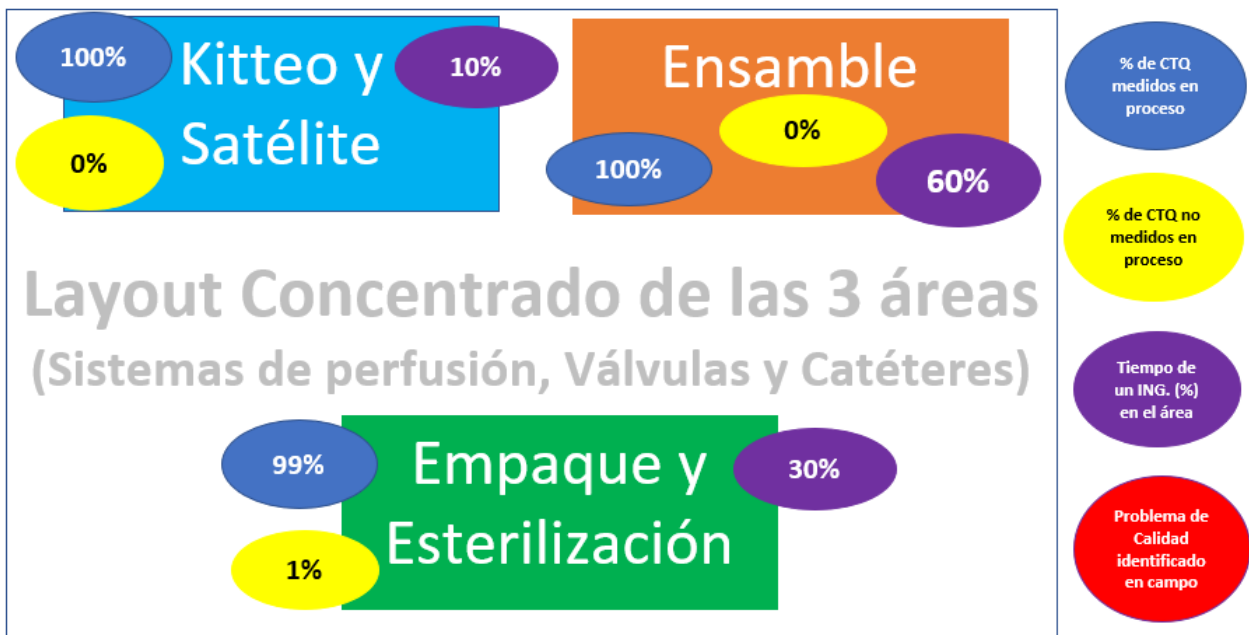 100%
Kitteo y
Satélite
10%
0%
Ensamble
0%
100%
60%
Layout Concentrado de las 3 áreas
(Sistemas de perfusión, Válvulas y Catéteres)
99%
Empaque y
Esterilización
30%
1%
% de CTQ
medidos en
proceso
% de CTQ no
medidos en
proceso
Tiempo de
un ING. (%)
en el área
Problema de
Calidad
identificado
en campo